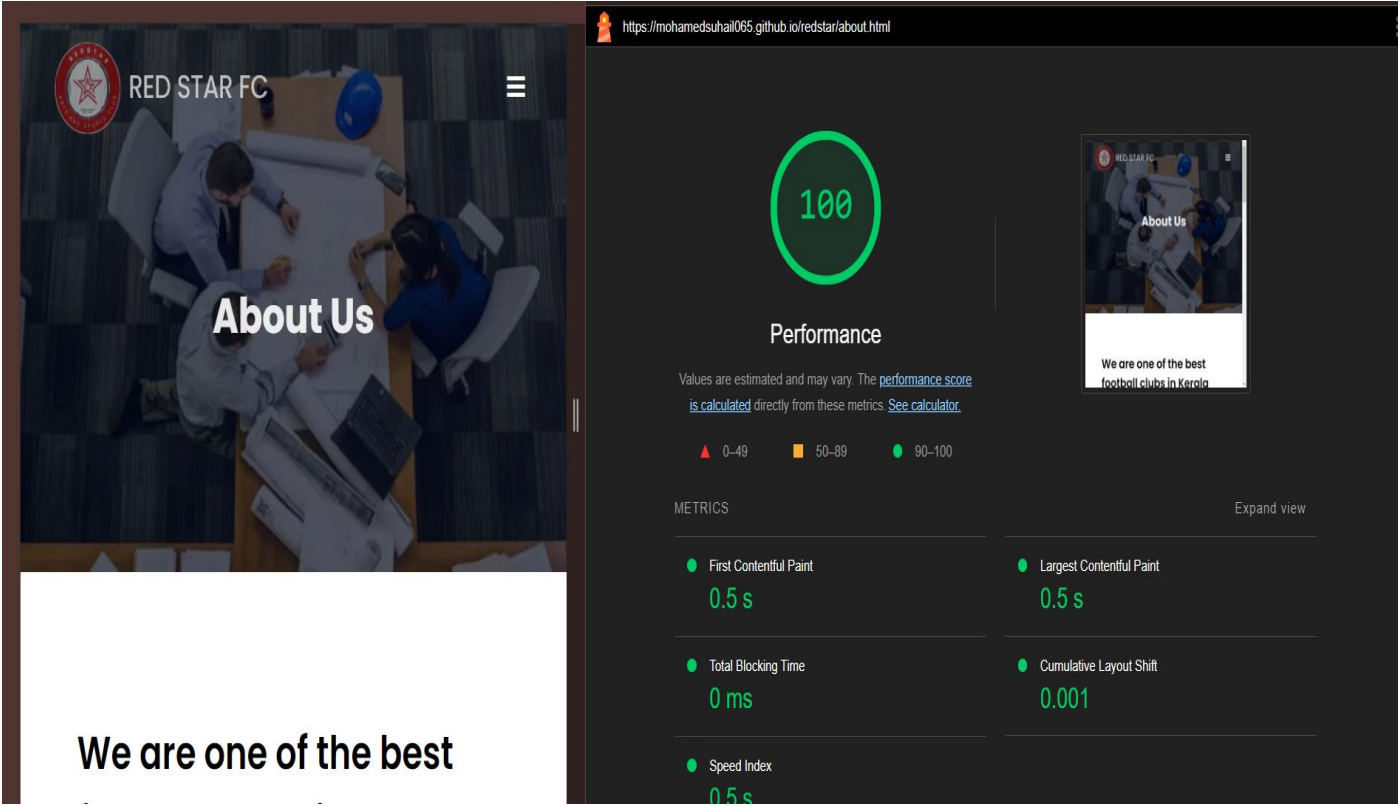 RED STAR FC
About Us
We are one of the best
https://mohamedsuhail065.github.io/redstar/about.html
100
Performance
Values are estimated and may vary. The performance score
is calculated directly from these metrics. See calculator.
0–49
50–89
90–100
RED STAR FC
About Us
We are one of the best
football clubs in Kerala
METRICS
Expand view
First Contentful Paint
0.5 s
Largest Contentful Paint
0.5 s
Total Blocking Time
0 ms
Cumulative Layout Shift
0.001
Speed Index
0.5 s